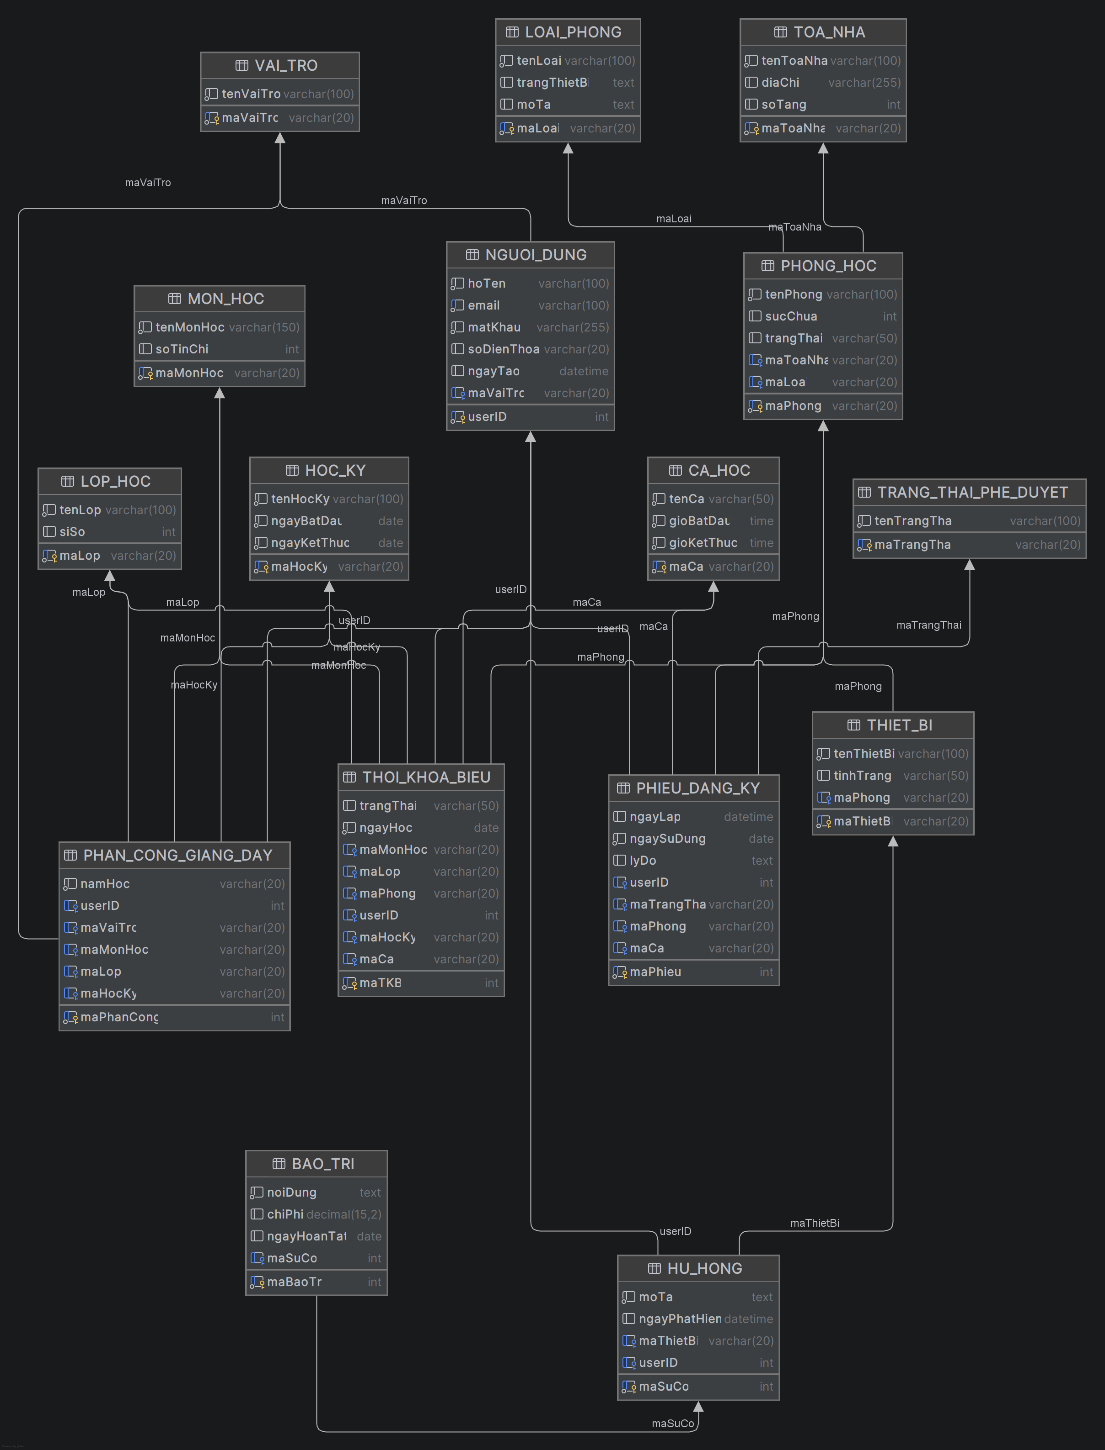 VAI_TRO
tenVaiTro varchar(100)
maVaiTrc varchar(20)
LOAI_PHONG
tenLoai varchar(100)
trangThietBi text
moTa text
maLoai varchar(20)
TOA_NHA
tenToaNha varchar(100)
diaChi varchar(255)
soTang int
maToaNha varchar(20)
maVaiTro
maVaiTro
maLoai
maToaNha
MON_HOC
tenMonHoc varchar(150)
soTinChi int
maMonHoc varchar(20)
NGUOI_DUNG
hoTen varchar(100)
email varchar(100)
matKhau varchar(255)
soDienThoa varchar(20)
ngayTao datetime
maVaiTrc varchar(20)
userID int
PHONG_HOC
tenPhong varchar(100)
sucChua int
trangThai varchar(50)
maToaNha varchar(20)
maLoa varchar(20)
maPhong varchar(20)
LOP_HOC
tenLop varchar(100)
siSo int
maLop varchar(20)
HOC_KY
tenHocKy varchar(100)
ngayBatDau date
ngayKetThuc date
maHocKy varchar(20)
CA_HOC
tenCa varchar(50)
gioBatDau time
gioKetThuc time
maCa varchar(20)
TRANG_THAI_PHE_DUYET
tenTrangTha varchar(100)
maTrangTha varchar(20)
maLop
maLop
userID
maCa
userID
userID
maCa
maPhong
maTrangThai
maMonHoc
maHocKy
maMonHoc
maPhong
maHocKy
maPhong
THIET_BI
tenThietBi varchar(100)
tinhTrang varchar(50)
maPhong varchar(20)
maThietB varchar(20)
THOI_KHOA_BIEU
trangThai varchar(50)
ngayHoc date
maMonHoc varchar(20)
maLop varchar(20)
maPhong varchar(20)
userID int
maHocKy varchar(20)
maCa varchar(20)
maTKB int
PHIEU_DANG_KY
ngayLap datetime
ngaySuDung date
lyDo text
userID int
maTrangTha varchar(20)
maPhong varchar(20)
maCa varchar(20)
maPhieu int
PHAN_CONG_GIANG_DAY
namHoc varchar(20)
userID int
maVaiTrc varchar(20)
maMonHoc varchar(20)
maLop varchar(20)
maHocKy varchar(20)
maPhanCong int
BAO_TRI
noiDung text
chiPhi decimal(15,2)
ngayHoanTat date
maSuCo int
maBaoTr int
userID
maThietBi
HU_HONG
moTa text
ngayPhatHien datetime
maThietBi varchar(20)
userID int
maSuCo int
maSuCo